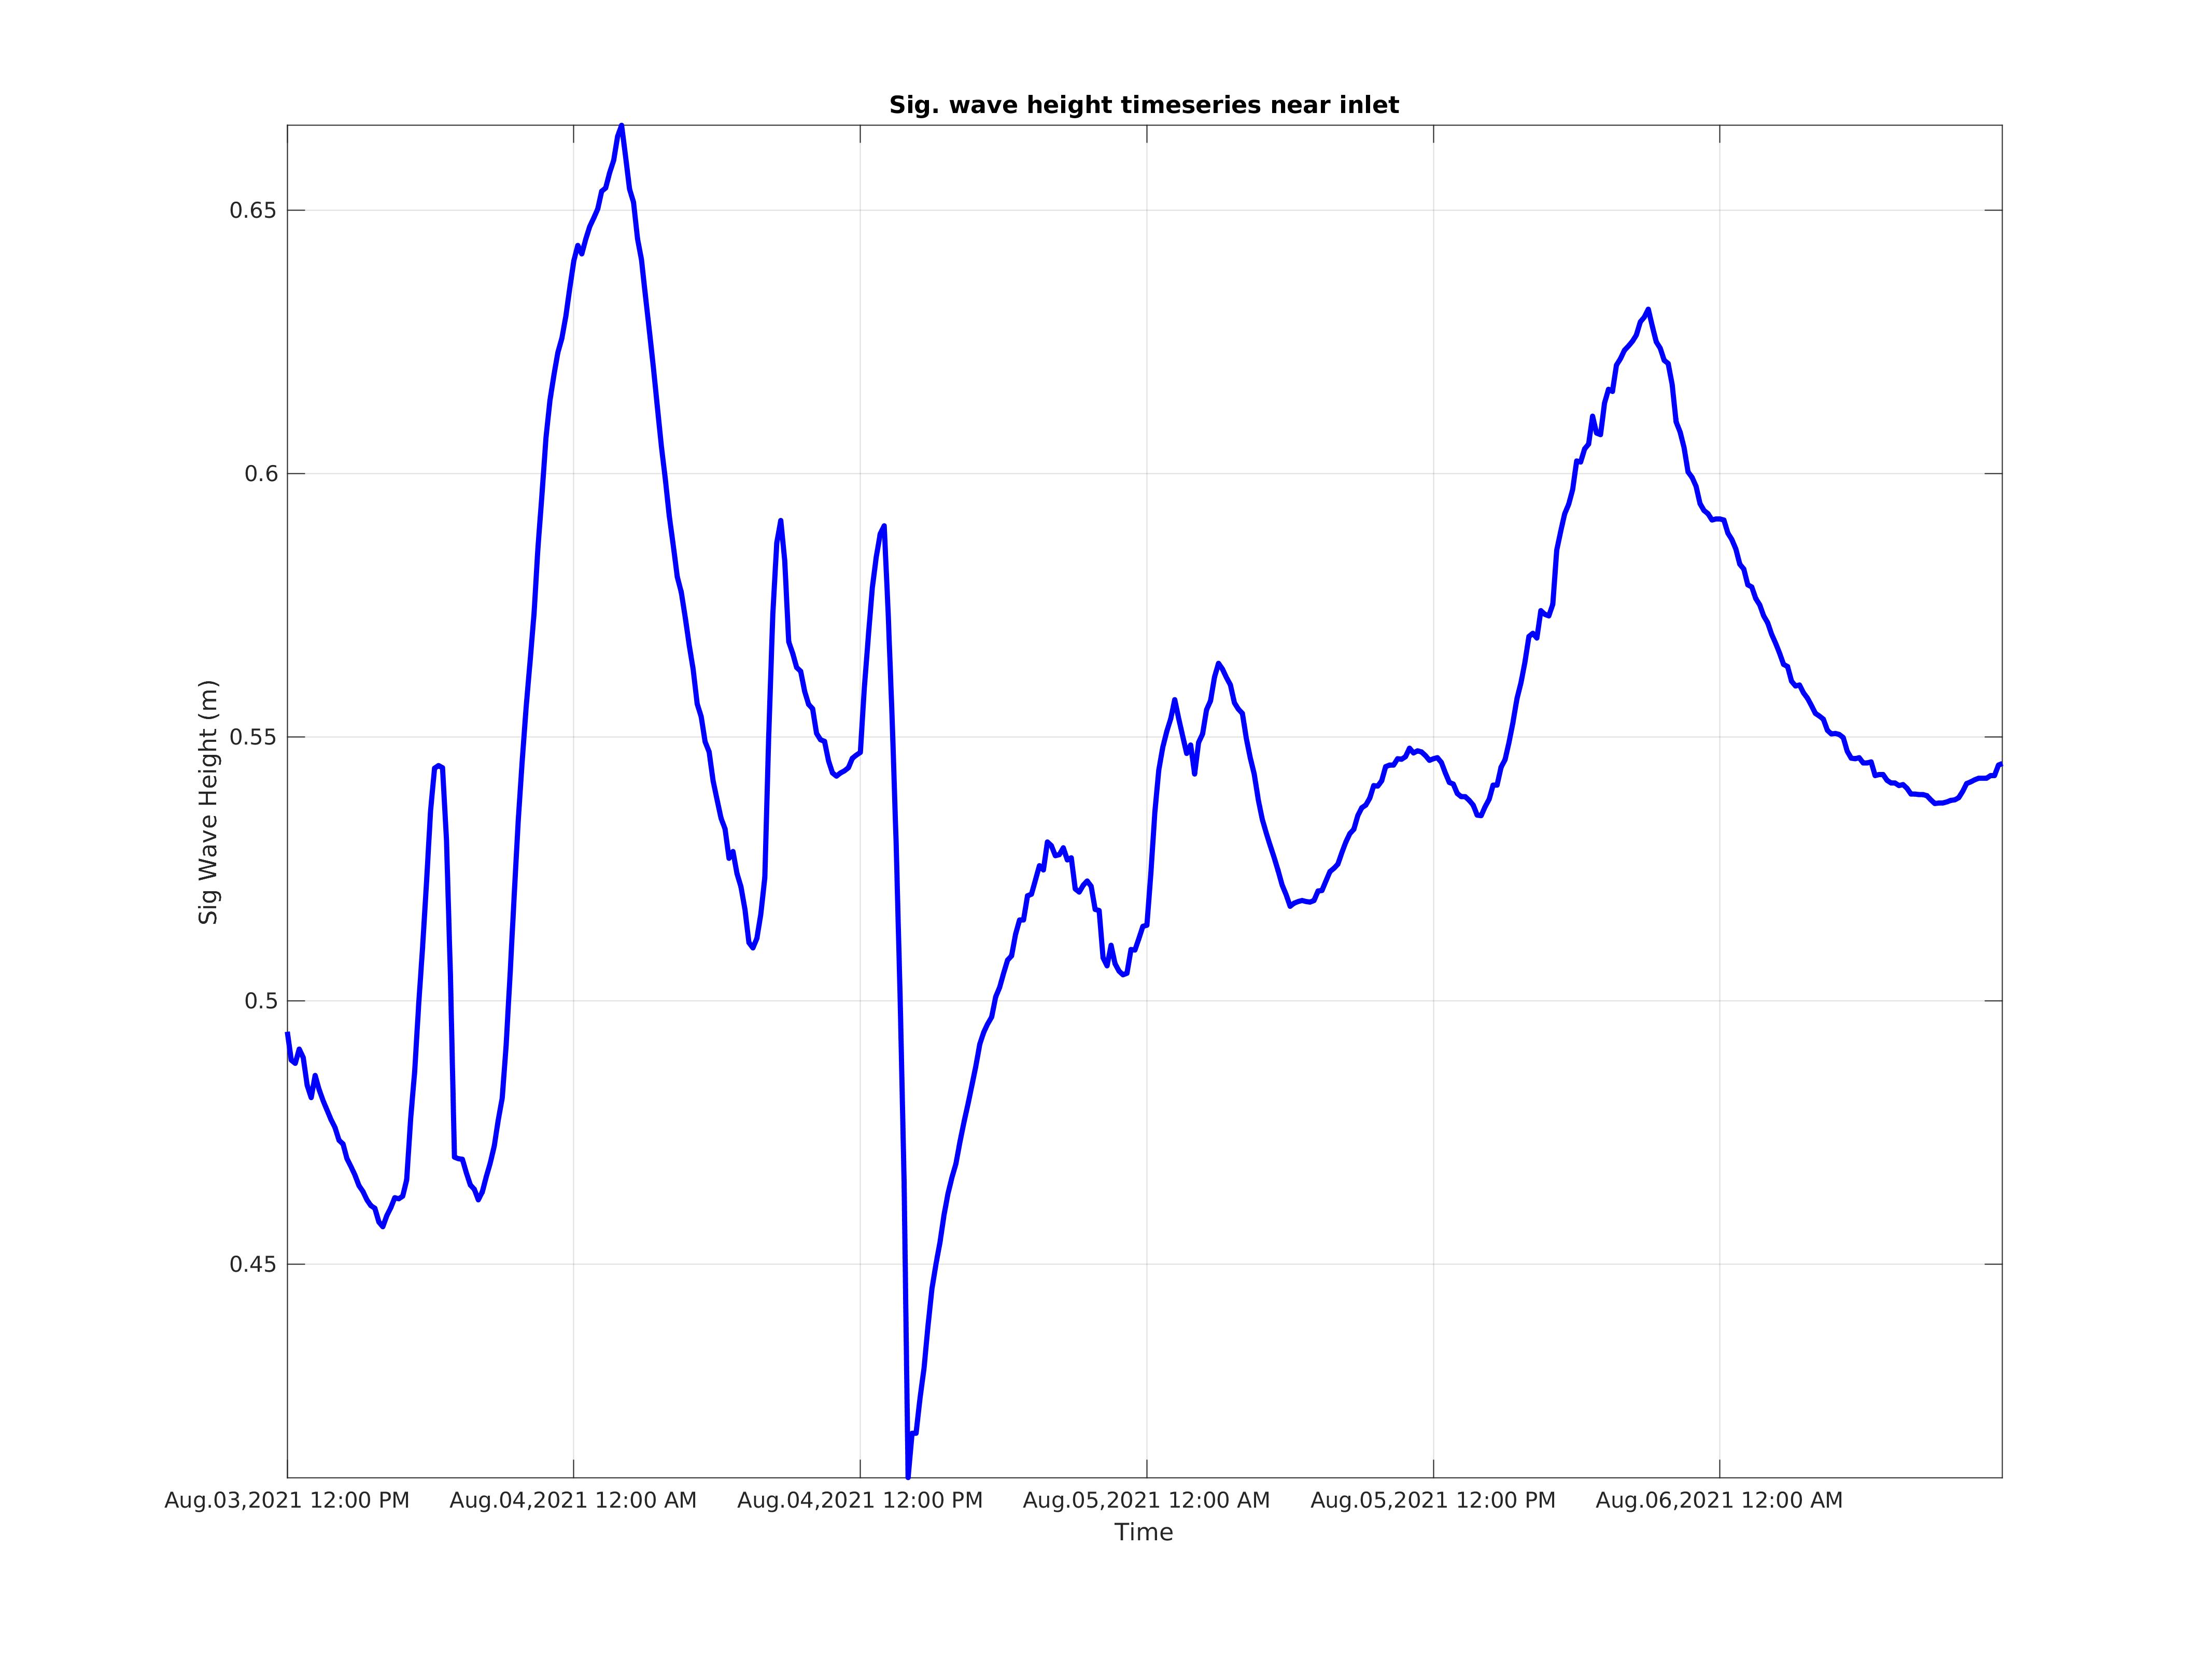 Sig. wave height timeseries near inlet
0.65
0.6
0.55
0.5
0.45
Sig Wave Height (m)
Aug.03,2021 12:00 PM Aug.04,2021 12:00 AM Aug.04,2021 12:00 PM Aug.05,2021 12:00 AM Aug.05,2021 12:00 PM Aug.06,2021 12:00 AM
Time